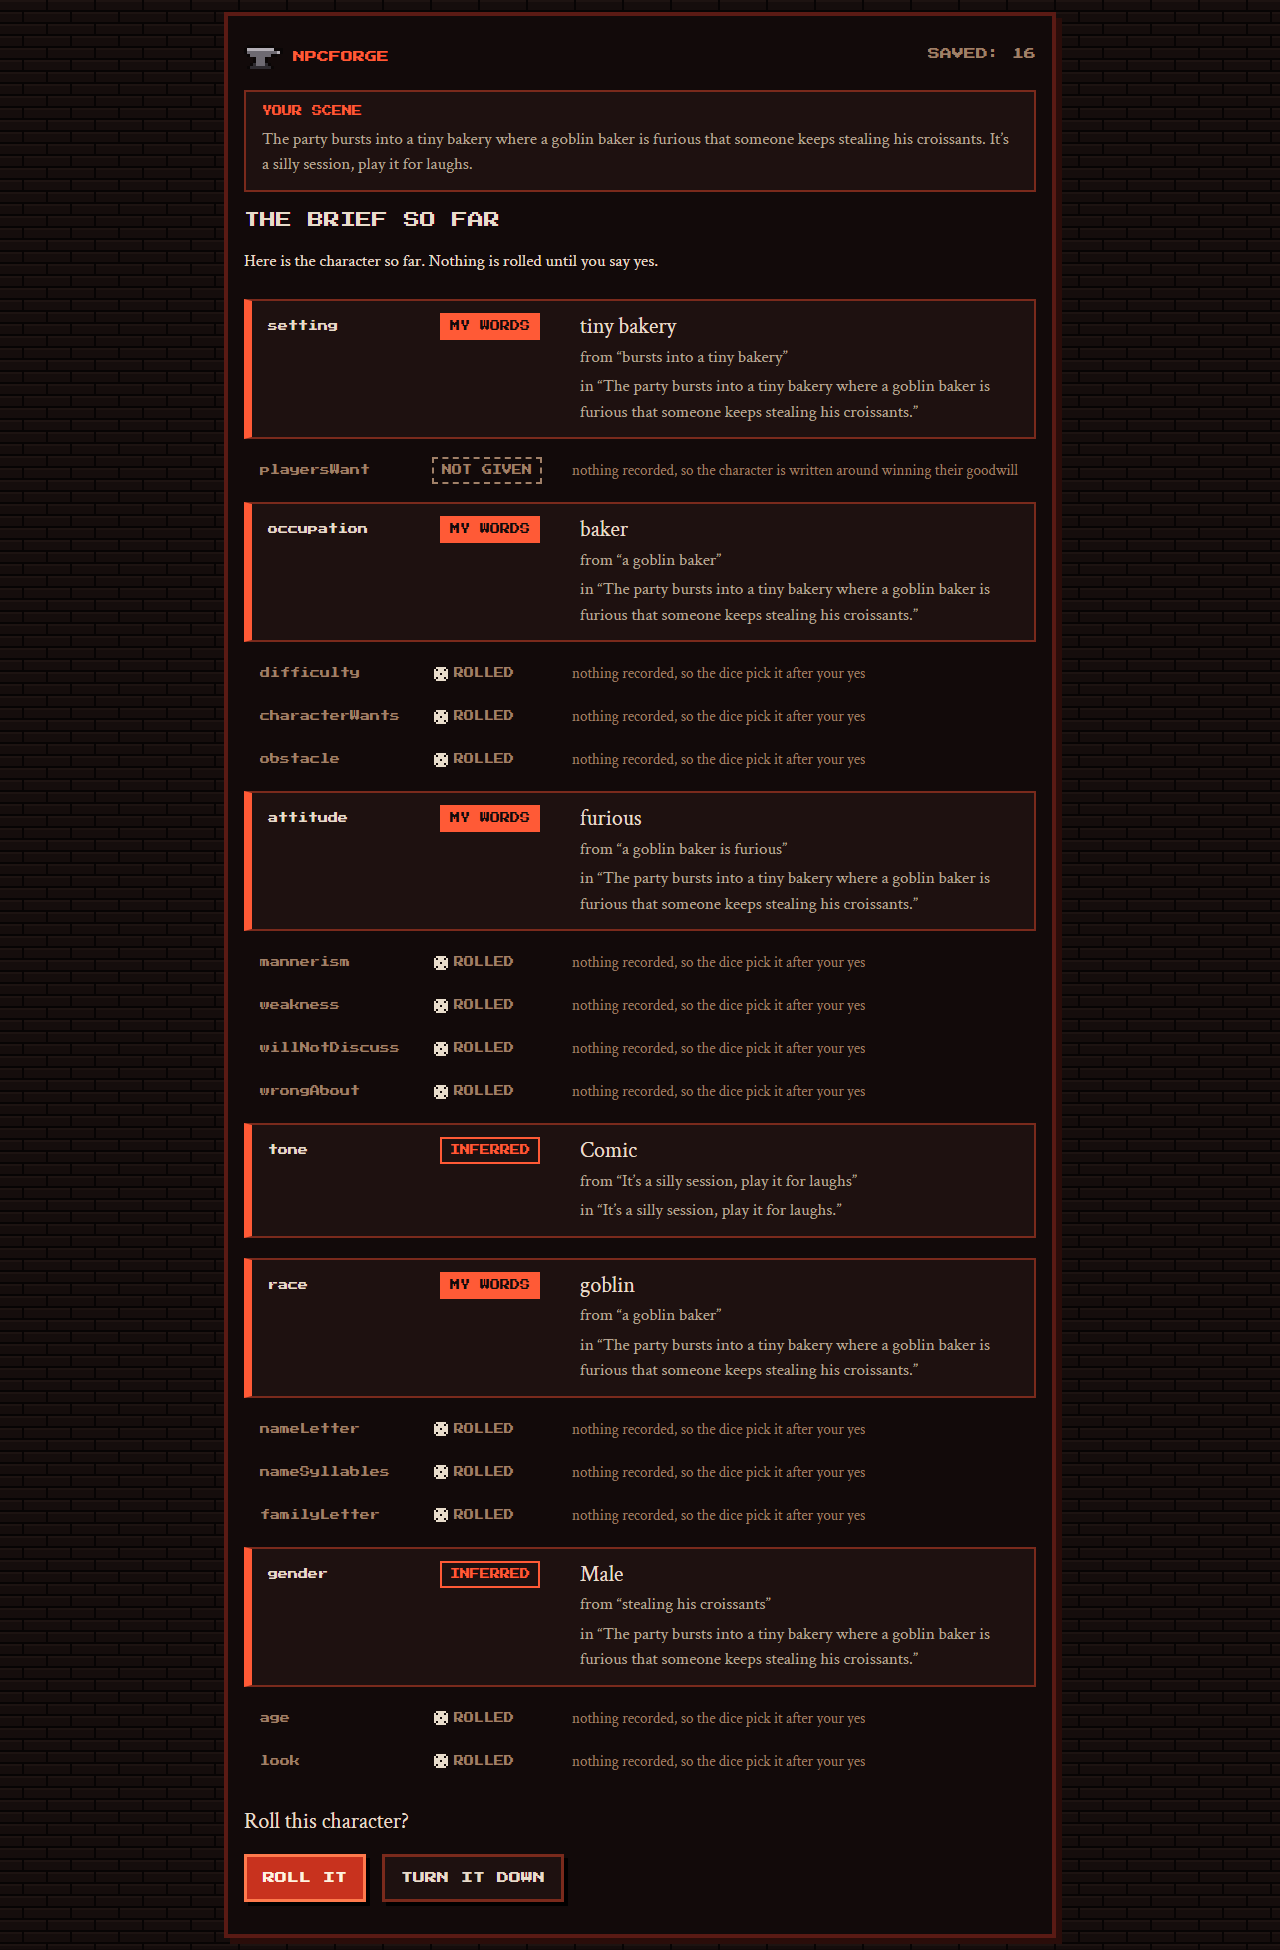 NPCFORGE
SAVED: 16
YOUR SCENE
The party bursts into a tiny bakery where a goblin baker is furious that someone keeps stealing his croissants. It’s
a silly session, play it for laughs.
THE BRIEF SO FAR
Here is the character so far. Nothing is rolled until you say yes.
setting
MY WORDS
tiny bakery
from “bursts into a tiny bakery”
in “The party bursts into a tiny bakery where a goblin baker is
furious that someone keeps stealing his croissants.”
playersWant
NOT GIVEN
nothing recorded, so the character is written around winning their goodwill
occupation
MY WORDS
baker
from “a goblin baker”
in “The party bursts into a tiny bakery where a goblin baker is
furious that someone keeps stealing his croissants.”
difficulty
ROLLED
nothing recorded, so the dice pick it after your yes
characterWants
ROLLED
nothing recorded, so the dice pick it after your yes
obstacle
ROLLED
nothing recorded, so the dice pick it after your yes
attitude
MY WORDS
furious
from “a goblin baker is furious”
in “The party bursts into a tiny bakery where a goblin baker is
furious that someone keeps stealing his croissants.”
mannerism
ROLLED
nothing recorded, so the dice pick it after your yes
weakness
ROLLED
nothing recorded, so the dice pick it after your yes
willNotDiscuss
ROLLED
nothing recorded, so the dice pick it after your yes
wrongAbout
ROLLED
nothing recorded, so the dice pick it after your yes
tone
INFERRED
Comic
from “It’s a silly session, play it for laughs”
in “It’s a silly session, play it for laughs.”
race
MY WORDS
goblin
from “a goblin baker”
in “The party bursts into a tiny bakery where a goblin baker is
furious that someone keeps stealing his croissants.”
nameLetter
ROLLED
nothing recorded, so the dice pick it after your yes
nameSyllables
ROLLED
nothing recorded, so the dice pick it after your yes
familyLetter
ROLLED
nothing recorded, so the dice pick it after your yes
gender
INFERRED
Male
from “stealing his croissants”
in “The party bursts into a tiny bakery where a goblin baker is
furious that someone keeps stealing his croissants.”
age
ROLLED
nothing recorded, so the dice pick it after your yes
look
ROLLED
nothing recorded, so the dice pick it after your yes
Roll this character?
ROLL IT
TURN IT DOWN